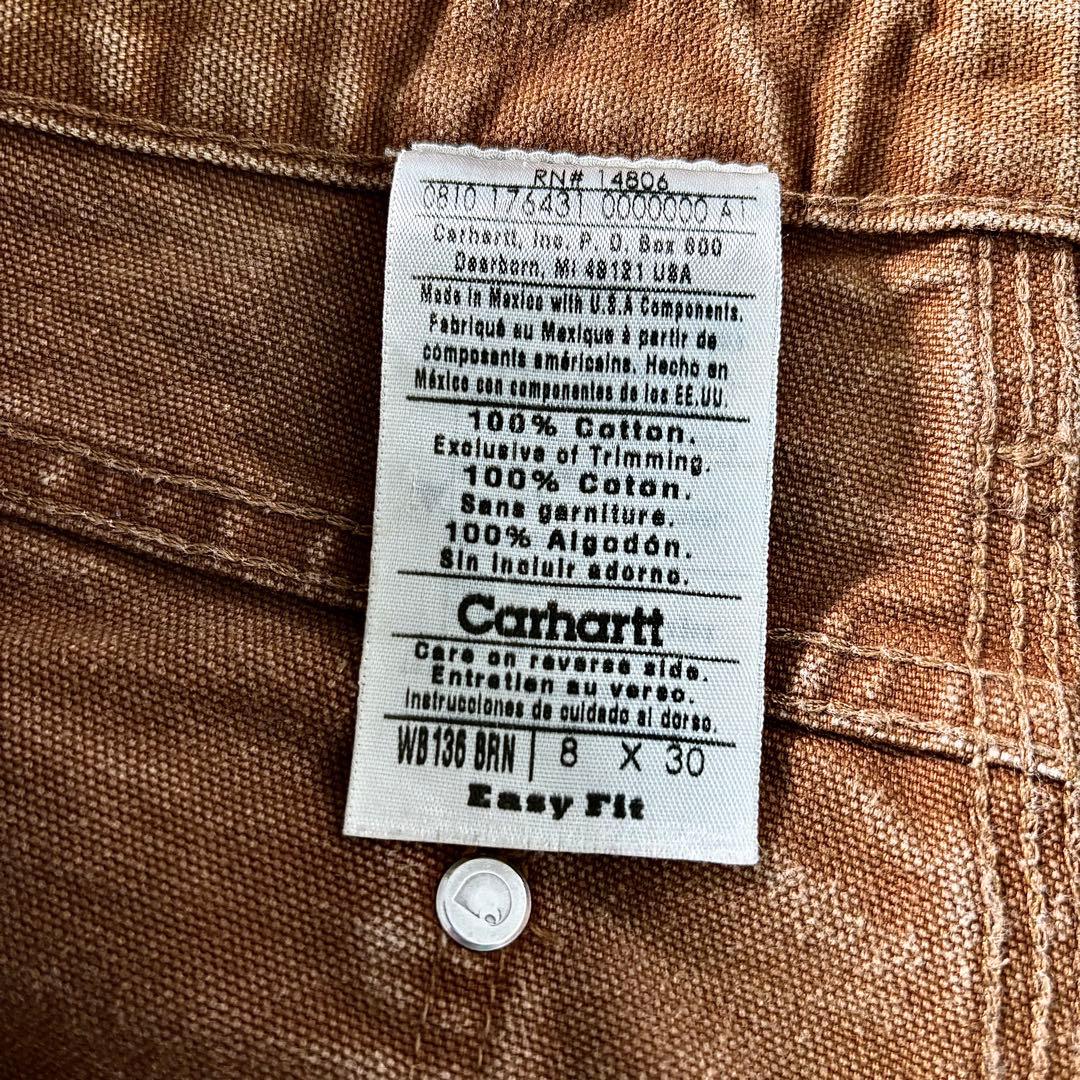 RN# 14806
0810 176431 0000000 A1
Carhartt, Inc. P. O. Box 600
Dearborn, MI 48121 USA
Made in Mexico with U.S.A Components.
Fabriqué au Mexique à partir de
composants américains. Hecho en
México con componentes de los EE.UU
100% Cotton.
Exclusive of Trimming.
100% Coton.
Sans garniture.
100% Algodón.
Sin incluir adorno.
Carhartt
Care on reverse side.
Entretien au verso.
Instrucciones de cuidado al dorso.
WB136 BRN 8 X 30
Easy Fit